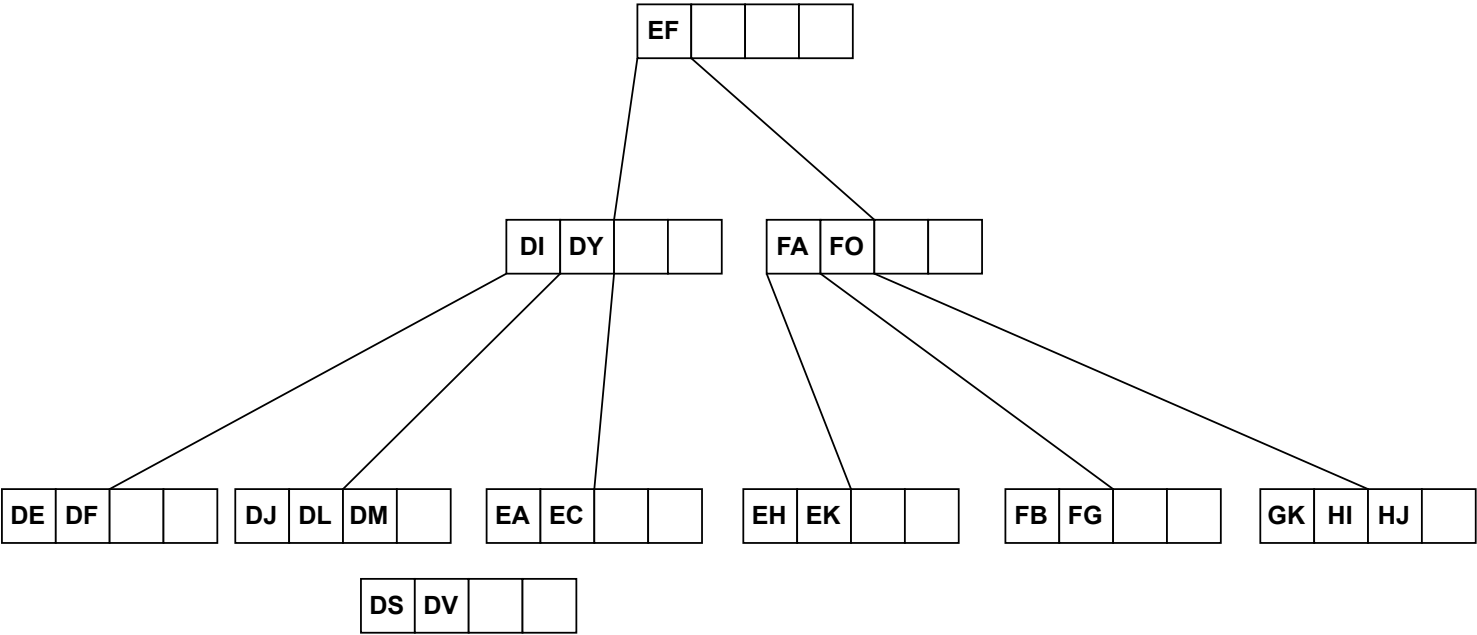 EF
DI DY FA FO
DE DF DJ DL DM EA EC EH EK FB FG GK HI HJ
DS DV